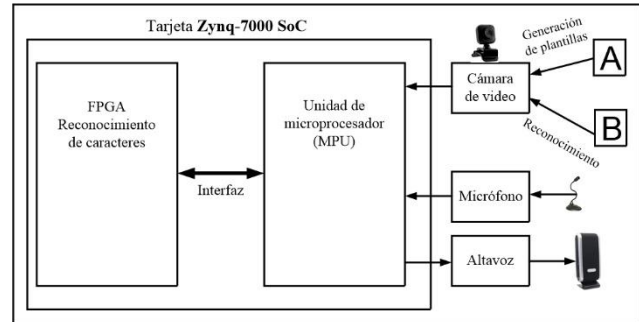 Tarjeta Zynq-7000 SoC
FPGA
Reconocimiento
de caracteres
Interfaz
Unidad de
microprocesador
(MPU)
Cámara
de video
Generación
de plantillas
A
B
Reconocimiento
Micrófono
Altavoz